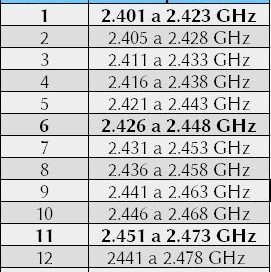 1 2.401 a 2.423 GHz
2 2.405 a 2.428 GHz
3 2.411 a 2.433 GHz
4 2.416 a 2.438 GHz
5 2.421 a 2.443 GHz
6 2.426 a 2.448 GHz
7 2.431 a 2.453 GHz
8 2.436 a 2.458 GHz
9 2.441 a 2.463 GHz
10 2.446 a 2.468 GHz
11 2.451 a 2.473 GHz
12 2441 a 2.478 GHz